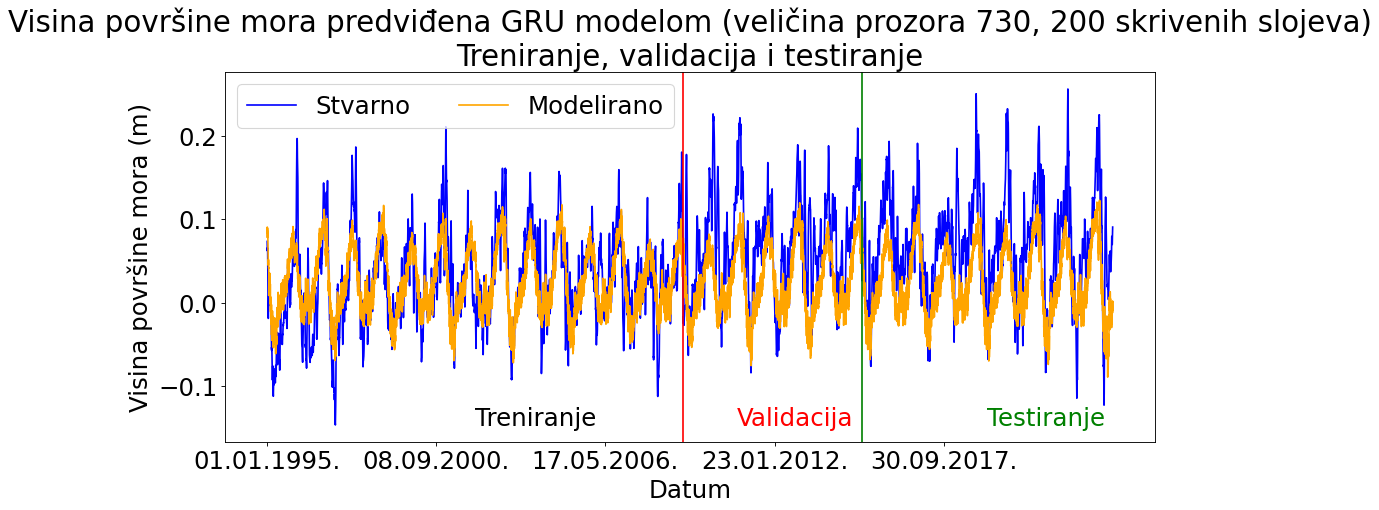 Visina površine mora predviđena GRU modelom (veličina prozora 730, 200 skrivenih slojeva)
Treniranje, validacija i testiranje
Stvarno
Modelirano
Visina površine mora (m)
0.2
0.1
0.0
−0.1
Treniranje
Validacija
Testiranje
01.01.1995.
08.09.2000.
17.05.2006.
23.01.2012.
30.09.2017.
Datum